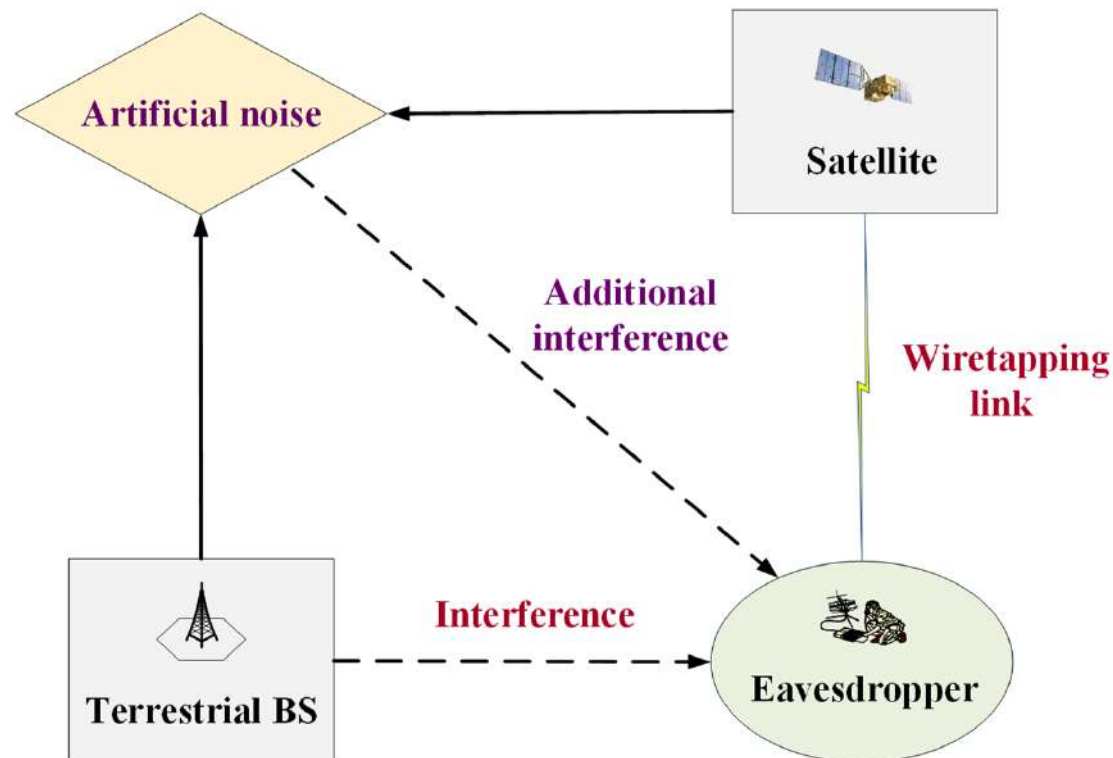 Artificial noise
Satellite
Additional
interference
Wiretapping
link
Interference
Terrestrial BS
Eavesdropper